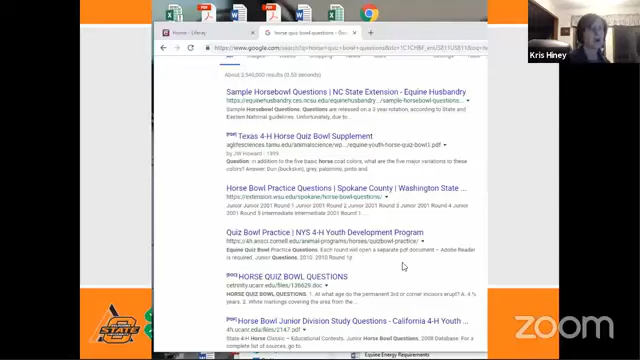 Home - Liferay
horse quiz bowl questions - Goo
https://www.google.com/search?q=horse+quiz+bowl+questions&
About 2,540,000 results (0.53 seconds)
Sample Horsebowl Questions | NC State Extension - Equine Husbandry
https://equinehusbandry.ces.ncsu.edu/equinehusbandry.../sample-horsebowl-questions...
Sample Horsebowl Questions. Questions are released on a 3 year rotation, according to State and
Eastern National guidelines. Unfortunately, due to...
[PDF] Texas 4-H Horse Quiz Bowl Supplement
agrilifesciences.tamu.edu/animalscience/wp.../equine-youth-horse-quiz-bowl1.pdf
by JW Howard - 1999
Question: In addition to the five basic horse coat colors, what are the five major variations to these
colors? Answer: Dun (buckskin), grey, palomino, pinto and
Horse Bowl Practice Questions | Spokane County | Washington State ...
https://extension.wsu.edu/spokane/horse-bowl-questions/
Junior Junior 2001 Round 1 Junior 2001 Round 2 Junior 2001 Round 3 Junior 2001 Round 4 Junior
2001 Round 5 Intermediate Intermediate 2001 Round 1
Quiz Bowl Practice | NYS 4-H Youth Development Program
https://4h.ansci.cornell.edu/animal-programs/horses/quizbowl-practice/
Equine Quiz Bowl Practice Questions. Each round will open a separate pdf document – Adobe Reader
is required. Junior. 2010. 2010 Round 1p
[DOC] HORSE QUIZ BOWL QUESTIONS
cetrinity.ucanr.edu/files/136629.doc
HORSE QUIZ BOWL QUESTIONS. 1. At what age do the permanent 3rd or corner incisors erupt? A. 4 ½
years. 2. White markings covering the area from the...
[PDF] Horse Bowl Junior Division Study Questions - California 4-H Youth ...
4h.ucanr.edu/files/2147.pdf
State 4-H Horse Classic – Educational Contests. Junior Horse Bowl Questions. 2008 Database. For a
complete list of sources, go to.
Equine Energy Requirements
Kris Hiney
OKLAHOMA
STATE
zoom